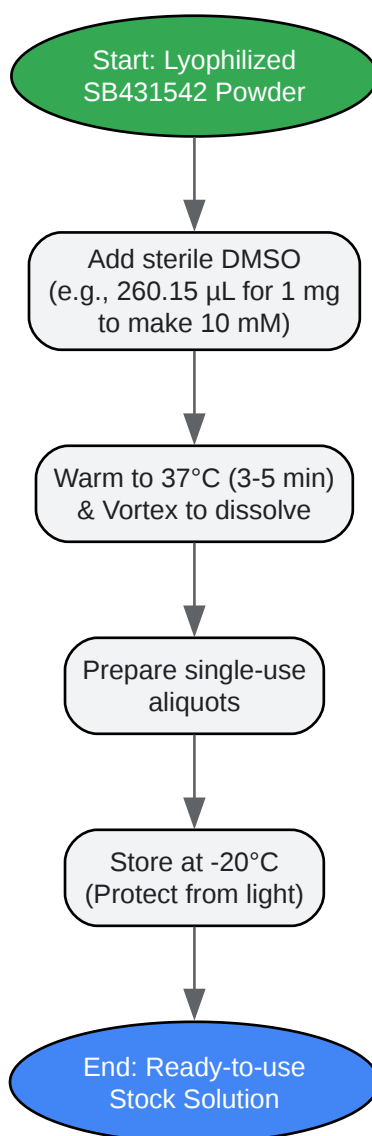 Start: Lyophilized
SB431542 Powder
Add sterile DMSO
(e.g., 260.15 µL for 1 mg
to make 10 mM)
Warm to 37°C (3-5 min)
& Vortex to dissolve
Prepare single-use
aliquots
Store at -20°C
(Protect from light)
End: Ready-to-use
Stock Solution